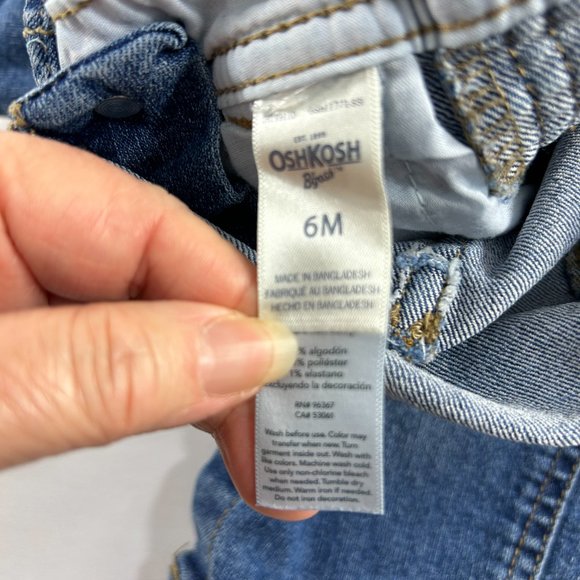 EST. 1895
OSHKOSH
B'gosh™
6M
MADE IN BANGLADESH
FABRIQUÉ AU BANGLADESH
HECHO EN BANGLADESH
% algodón
% poliéster
1% elastano
excluyendo la decoración
RN# 96367
CA# 53061
Wash before use. Color may
transfer when new. Turn
garment inside out. Wash with
like colors. Machine wash cold.
Use only non-chlorine bleach
when needed. Tumble dry
medium. Warm iron if needed.
Do not iron decoration.